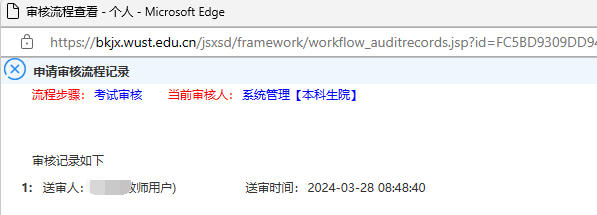 审核流程查看 - 个人 - Microsoft Edge
https://bkjx.wust.edu.cn/jsxsd/framework/workflow_auditrecords.jsp?id=FC5BD9309DD94
申请审核流程记录
流程步骤： 考试审核 当前审核人： 系统管理【本科生院】
审核记录如下
1: 送审人: 师用户) 送审时间: 2024-03-28 08:48:40